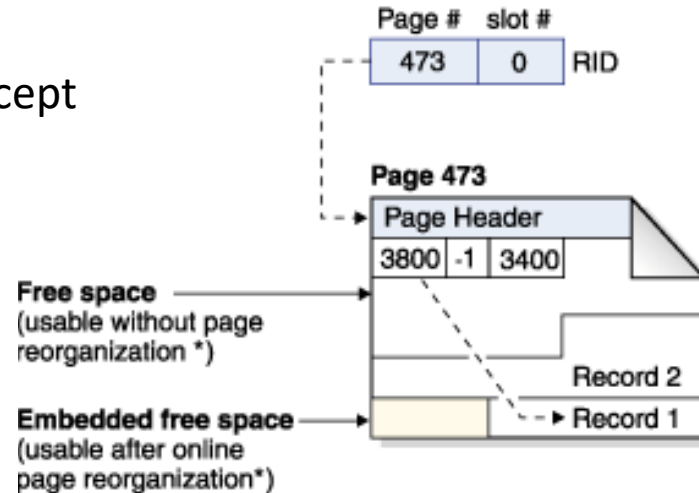 Page # slot #
473 0 RID
cept
Page 473
Page Header
3800 -1 3400
Free space
(usable without page
reorganization *)
Record 2
Embedded free space
Record 1
(usable after online
page reorganization*)